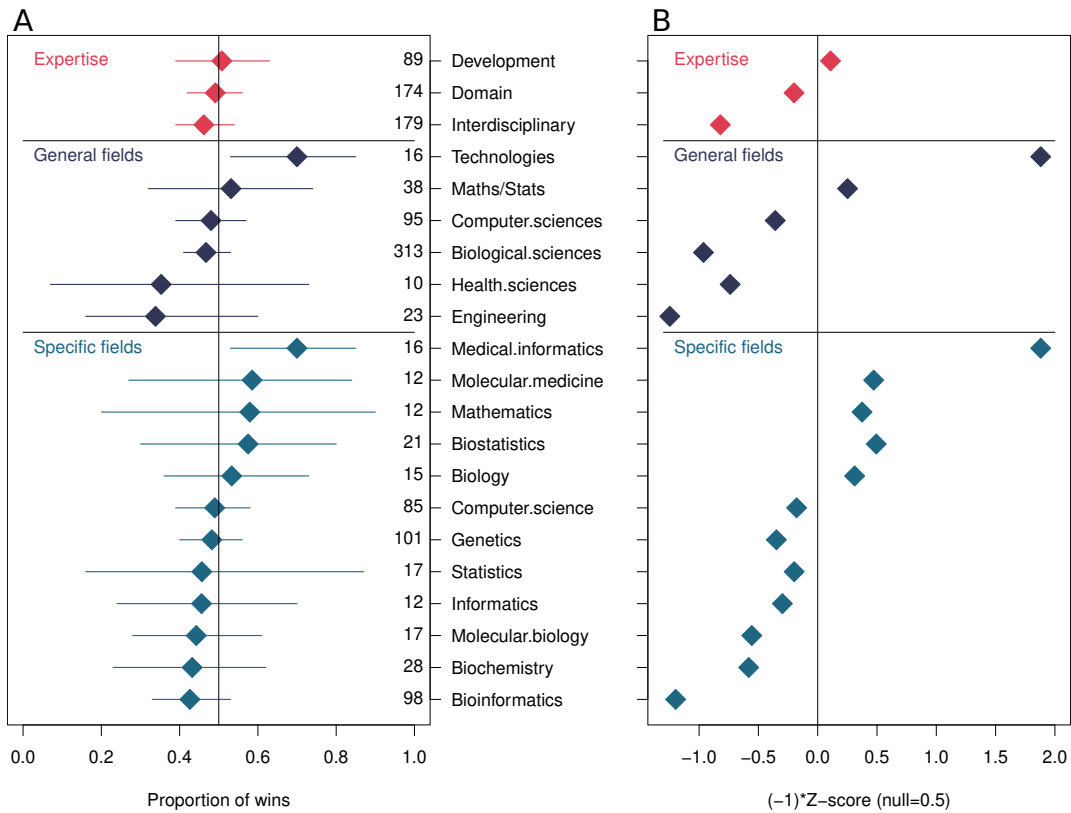 A
B
Expertise
89 Development
Expertise
174 Domain
179 Interdisciplinary
General fields
16 Technologies
General fields
38 Maths/Stats
95 Computer.sciences
313 Biological.sciences
10 Health.sciences
23 Engineering
Specific fields
16 Medical.informatics
Specific fields
12 Molecular.medicine
12 Mathematics
21 Biostatistics
15 Biology
85 Computer.science
101 Genetics
17 Statistics
12 Informatics
17 Molecular.biology
28 Biochemistry
98 Bioinformatics
0.0 0.2 0.4 0.6 0.8 1.0
−1.0 −0.5 0.0 0.5 1.0 1.5 2.0
Proportion of wins
(−1)*Z−score (null=0.5)